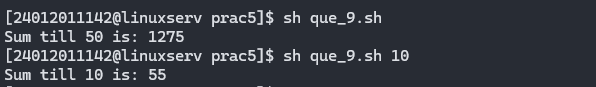 [24012011142@linuxserv prac5]$ sh que_9.sh
Sum till 50 is: 1275
[24012011142@linuxserv prac5]$ sh que_9.sh 10
Sum till 10 is: 55